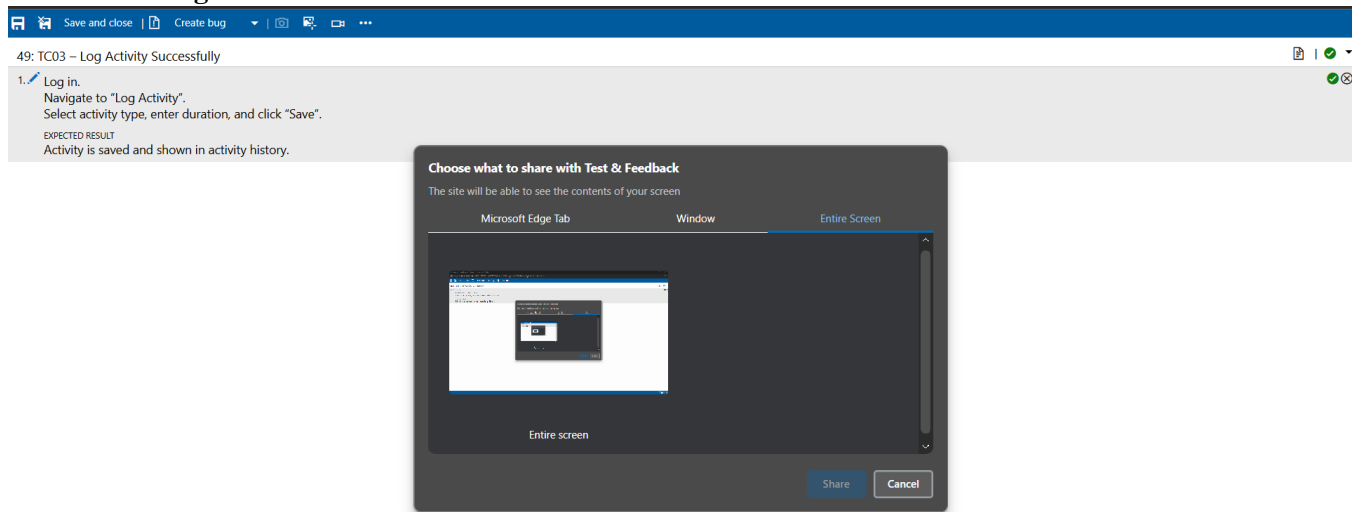 Save and close
Create bug
49: TC03 – Log Activity Successfully
1.
Log in.
Navigate to “Log Activity”.
Select activity type, enter duration, and click “Save”.
EXPECTED RESULT
Activity is saved and shown in activity history.
Choose what to share with Test & Feedback
The site will be able to see the contents of your screen
Microsoft Edge Tab Window Entire Screen
Entire screen
Share Cancel